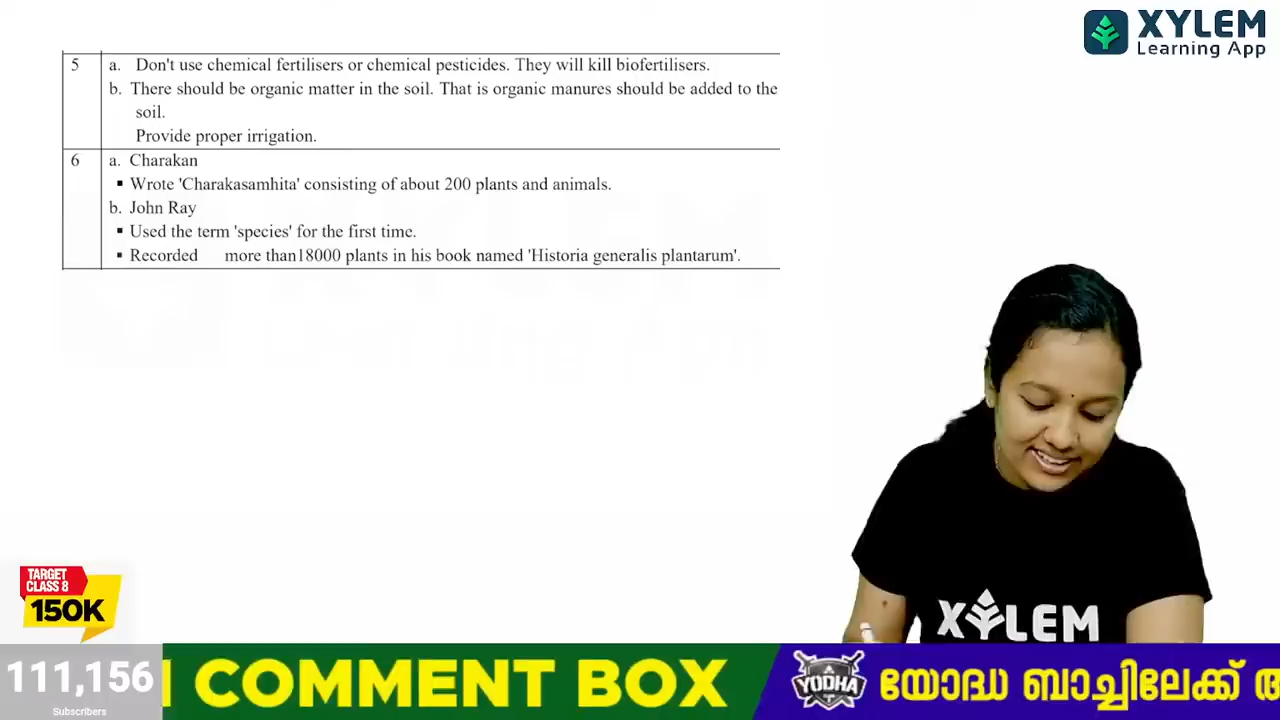 XYLEM
Learning App
5 a. Don't use chemical fertilisers or chemical pesticides. They will kill biofertilisers.
b. There should be organic matter in the soil. That is organic manures should be added to the
soil.
Provide proper irrigation.
6 a. Charakan
▪ Wrote 'Charakasamhita' consisting of about 200 plants and animals.
b. John Ray
▪ Used the term 'species' for the first time.
▪ Recorded more than18000 plants in his book named 'Historia generalis plantarum'.
XYLEM
TARGET
CLASS 8
150K
111,156
Subscribers
COMMENT BOX
YODHA
യോദ്ധ ബാച്ചിലേക്ക്